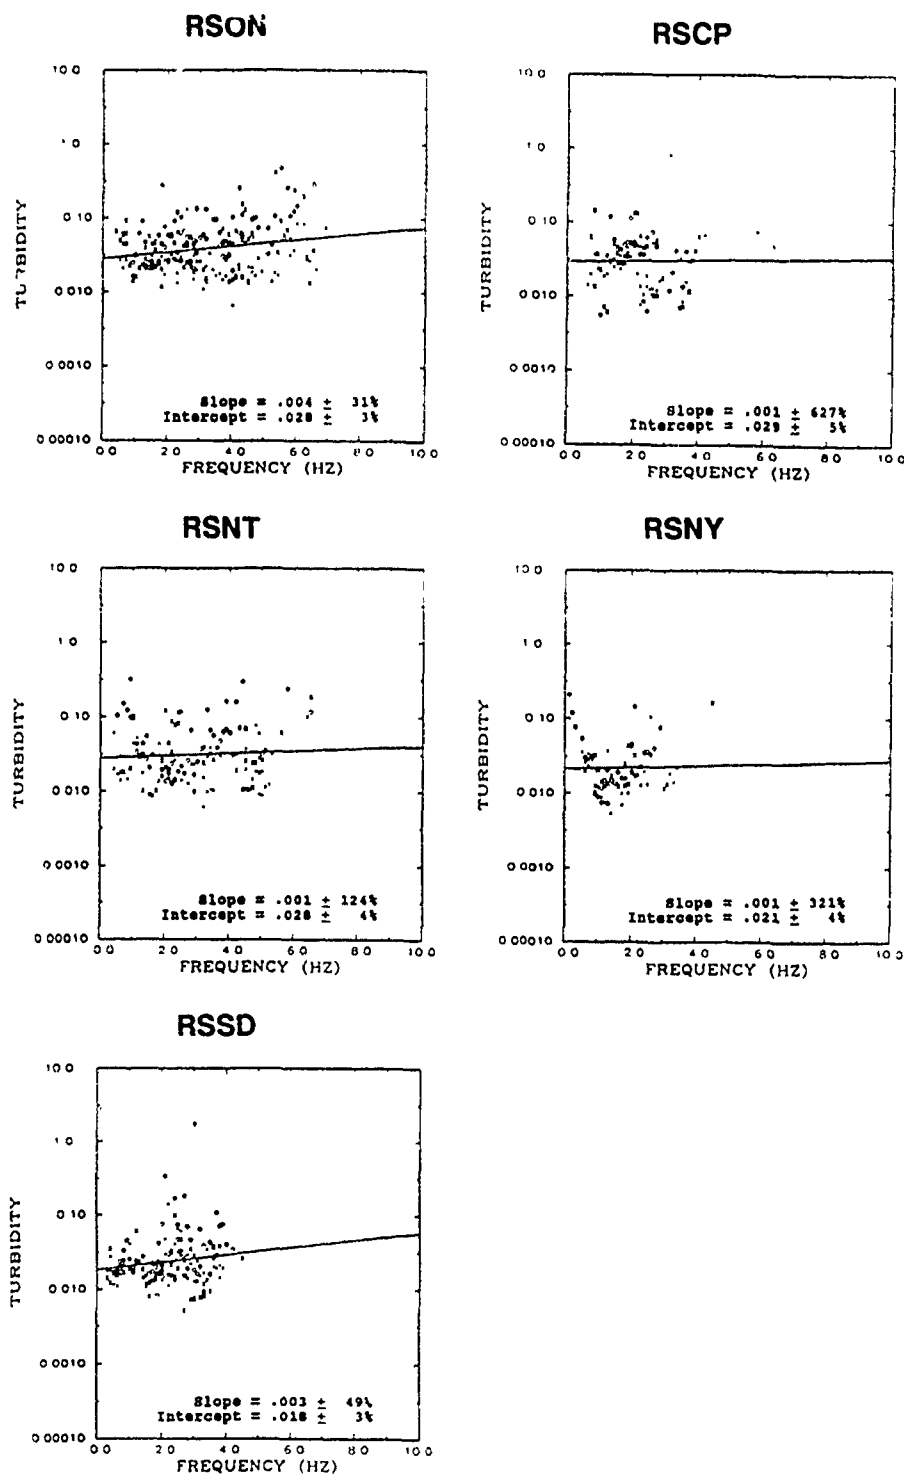 RSON
10.0
1.0
0.10
0.010
0.0010
0.00010
TURBIDITY
Slope = .004 ± 31%
Intercept = .028 ± 3%
0.0 2.0 4.0 6.0 8.0 10.0
FREQUENCY (HZ)
RSCP
10.0
1.0
0.10
0.010
0.0010
0.00010
TURBIDITY
Slope = .001 ± 627%
Intercept = .029 ± 5%
0.0 2.0 4.0 6.0 8.0 10.0
FREQUENCY (HZ)
RSNT
10.0
1.0
0.10
0.010
0.0010
0.00010
TURBIDITY
Slope = .001 ± 124%
Intercept = .028 ± 4%
0.0 2.0 4.0 6.0 8.0 10.0
FREQUENCY (HZ)
RSNY
10.0
1.0
0.10
0.010
0.0010
0.00010
TURBIDITY
Slope = .001 ± 321%
Intercept = .021 ± 4%
0.0 2.0 4.0 6.0 8.0 10.0
FREQUENCY (HZ)
RSSD
10.0
1.0
0.10
0.010
0.0010
0.00010
TURBIDITY
Slope = .003 ± 49%
Intercept = .018 ± 3%
0.0 2.0 4.0 6.0 8.0 10.0
FREQUENCY (HZ)